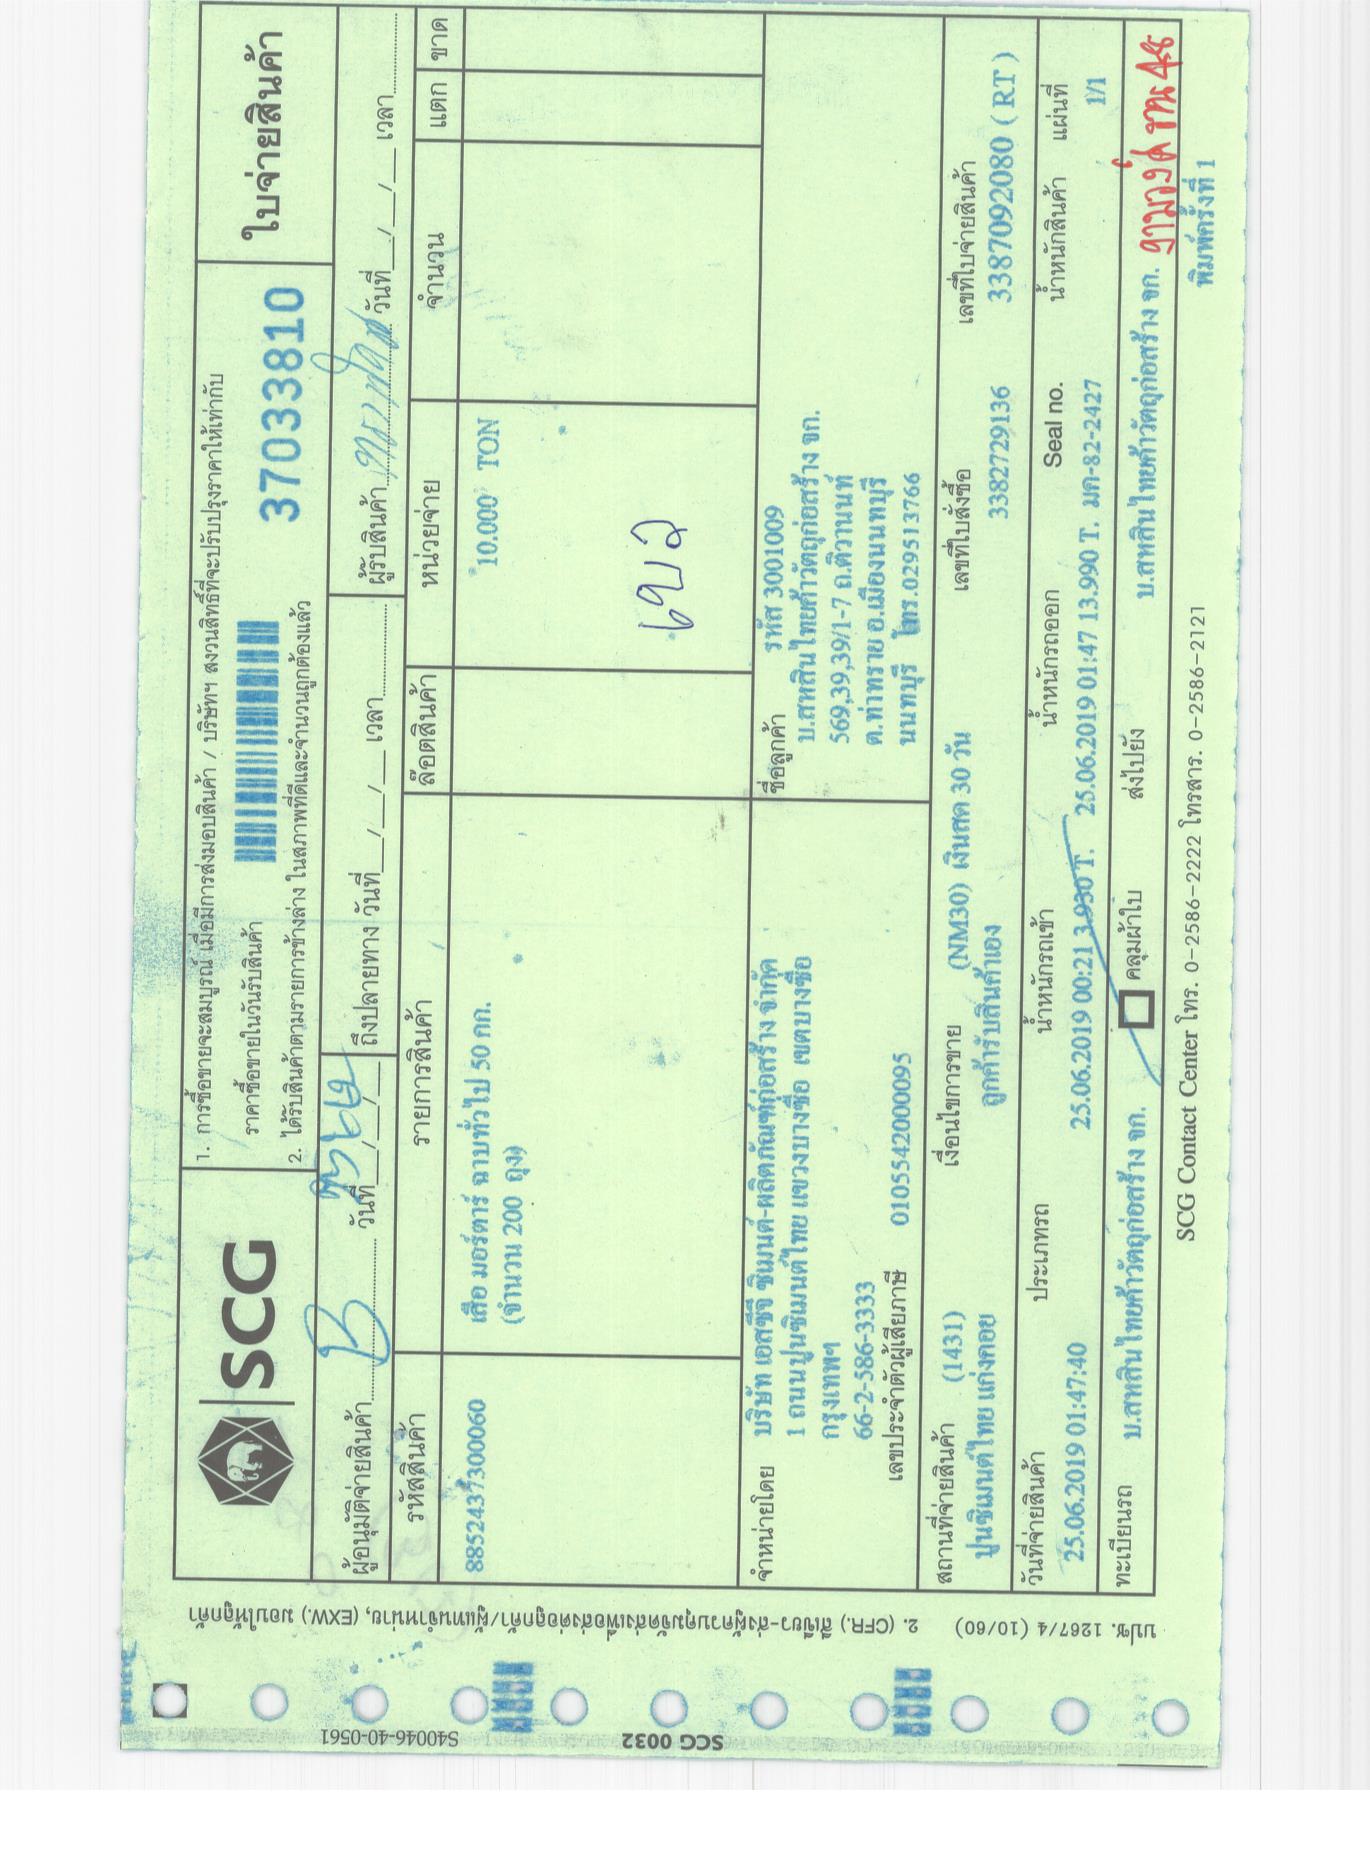 SCG
1. การซื้อขายจะสมบูรณ์ เมื่อมีการส่งมอบสินค้า / บริษัทฯ สงวนสิทธิ์ที่จะปรับปรุงราคาให้เท่ากับ
ราคาซื้อขายในวันรับสินค้า
2. ได้รับสินค้าตามรายการข้างล่าง ในสภาพที่ดีและจำนวนถูกต้องแล้ว
37033810
ใบจ่ายสินค้า
ผู้อนุมัติจ่ายสินค้า B วันที่ __/__/__ ถึงปลายทาง วันที่__/__/__ เวลา ผู้รับสินค้า วันที่__/__/__ เวลา
รหัสสินค้า รายการสินค้า ล๊อตสินค้า หน่วยจ่าย จำนวน แตก ขาด
8852437300060 เสือ มอร์ตาร์ ฉาบทั่วไป 50 กก. 10.000 TON
(จำนวน 200 ถุง)
จำหน่ายโดย บริษัท เอสซีจี ซิเมนต์-ผลิตภัณฑ์ก่อสร้าง จำกัด
1 ถนนปูนซิเมนต์ไทย แขวงบางซื่อ เขตบางซื่อ
กรุงเทพฯ
66-2-586-3333
เลขประจำตัวผู้เสียภาษี 0105542000095
ชื่อลูกค้า รหัส 3001009
บ.สหสินไทยค้าวัตถุก่อสร้าง จก.
569,39,39/1-7 ถ.ติวานนท์
ต.ท่าทราย อ.เมืองนนทบุรี
นนทบุรี โทร.029513766
สถานที่จ่ายสินค้า (1431) เงื่อนไขการขาย (NM30) เงินสด 30 วัน เลขที่ใบสั่งซื้อ เลขที่ใบจ่ายสินค้า
ปูนซิเมนต์ไทย แก่งคอย ลูกค้ารับสินค้าเอง 3382729136 3387092080 ( RT )
วันที่จ่ายสินค้า ประเภทรถ น้ำหนักรถเข้า น้ำหนักรถออก Seal no. น้ำหนักสินค้า แผ่นที่
25.06.2019 01:47:40 25.06.2019 00:21 3.930 T. 25.06.2019 01:47 13.990 T. มค-82-2427 1/1
ทะเบียนรถ บ.สหสินไทยค้าวัตถุก่อสร้าง จก. คลุมผ้าใบ ส่งไปยัง บ.สหสินไทยค้าวัตถุก่อสร้าง จก. งามวงศ์วาน 48
SCG Contact Center โทร. 0-2586-2222 โทรสาร. 0-2586-2121
พิมพ์ครั้งที่ 1
S40046-40-0561
SCG 0032
บปซ. 1267/4 (10/60) 2. (CFR.) สีเขียว-ส่งผู้ควบคุมจัดส่งเพื่อส่งต่อลูกค้า/ผู้แทนจำหน่าย, (EXW.) มอบให้ลูกค้า